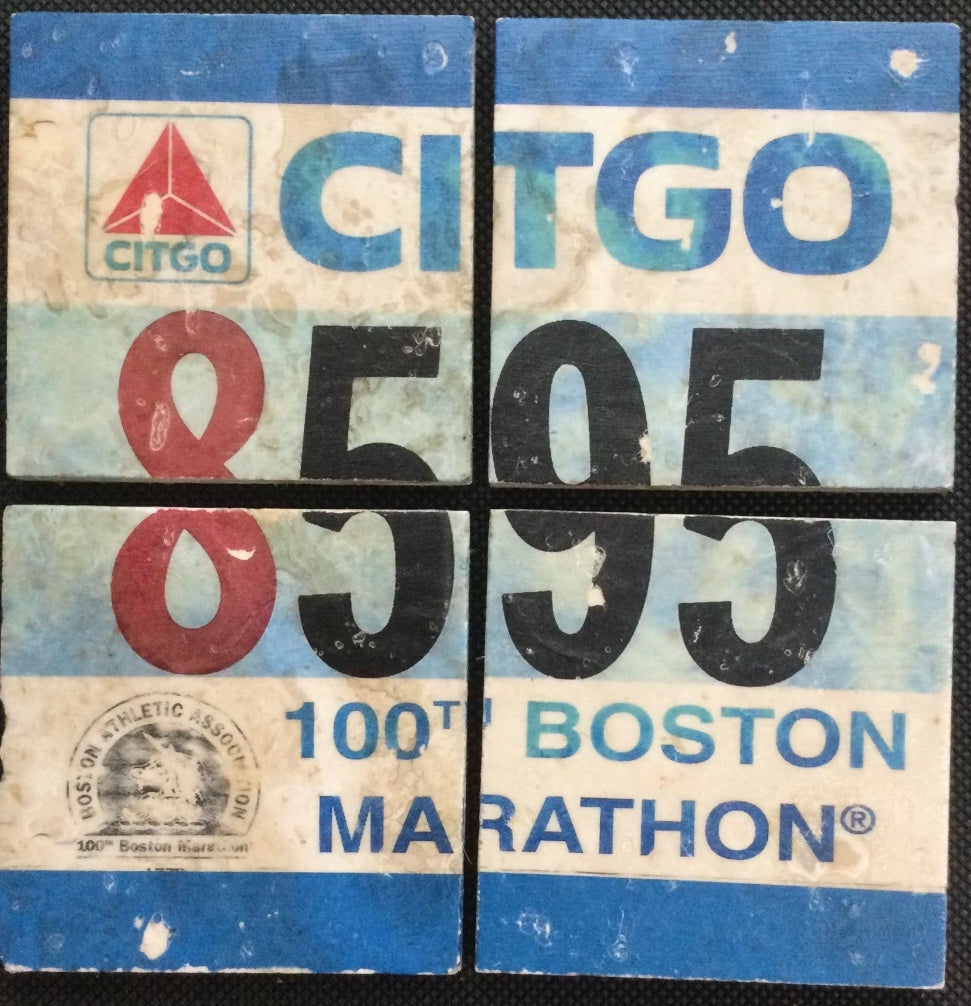 CITGO
CITGO
8595
BOSTON ATHLETIC ASSOCIATION
100TH BOSTON
MARATHON®
100th Boston Marathon